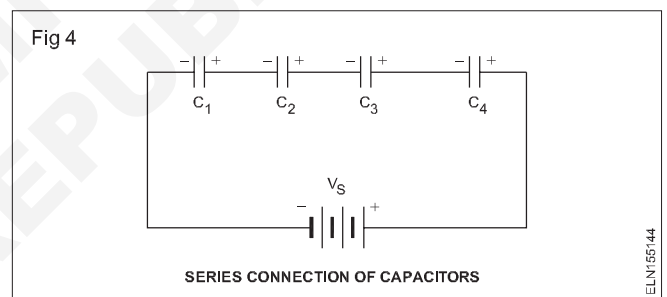 Fig 4
– + – + – + – +
C1 C2 C3 C4
VS
– +
SERIES CONNECTION OF CAPACITORS
ELN155144